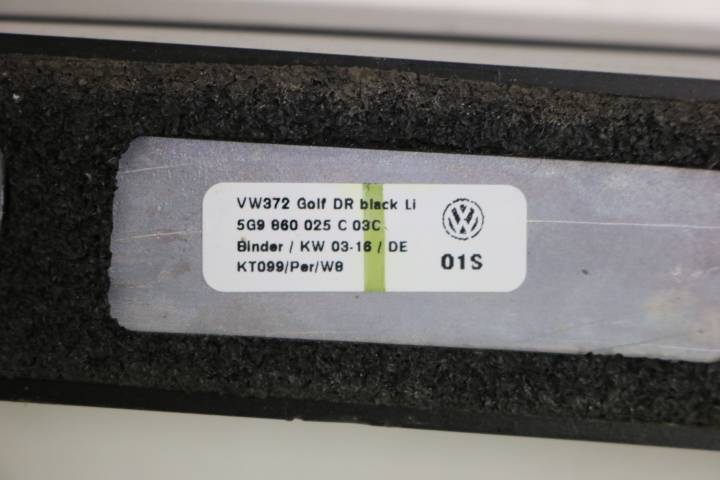 VW372 Golf DR black Li
5G9 860 025 C 03C
Binder / KW 03-16 / DE
KT099/Per/W8
01S